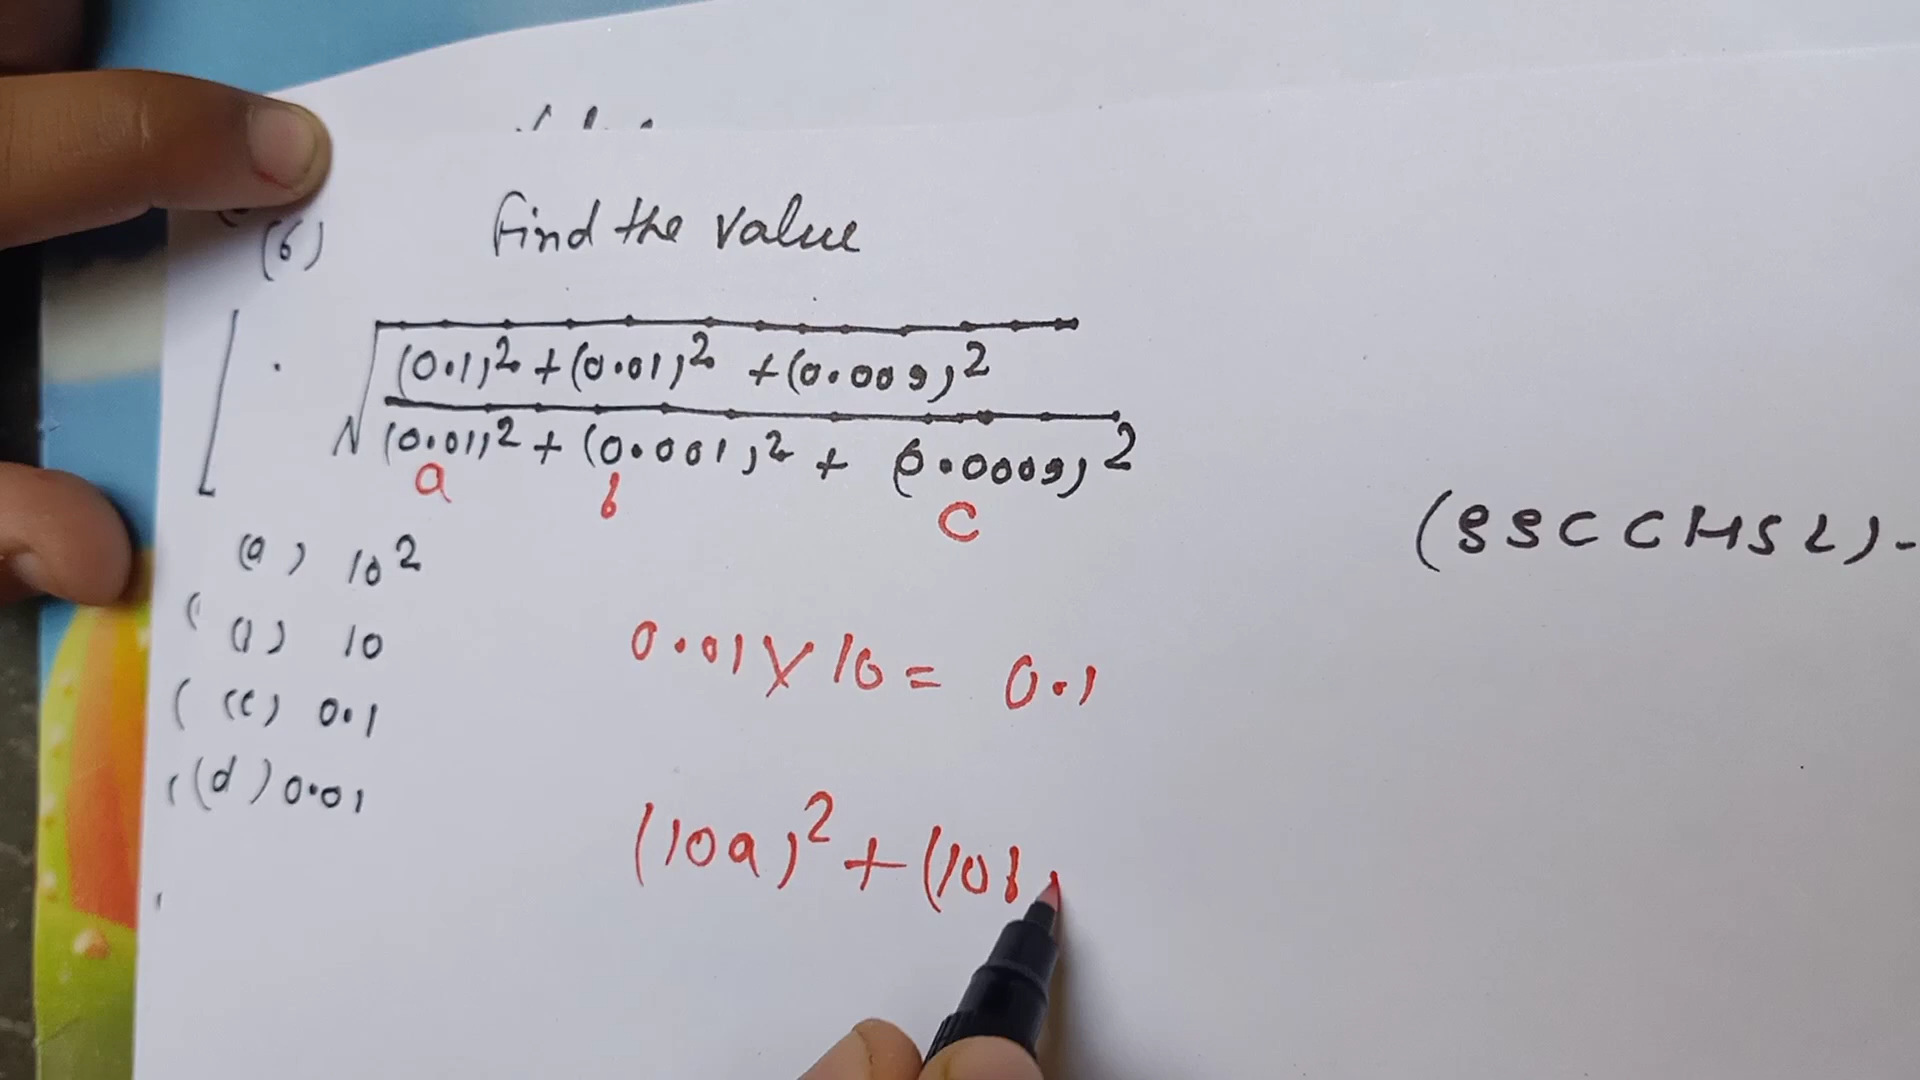 (6) Find the value
√ (0.1)² + (0.01)² + (0.009)²
(0.01)² + (0.001)² + (0.0009)²
a b c
(SSC CHSL)-
(a) 10²
10
0.01 × 10 = 0.1
(c) 0.1
(d) 0.01
(10a)² + (10b